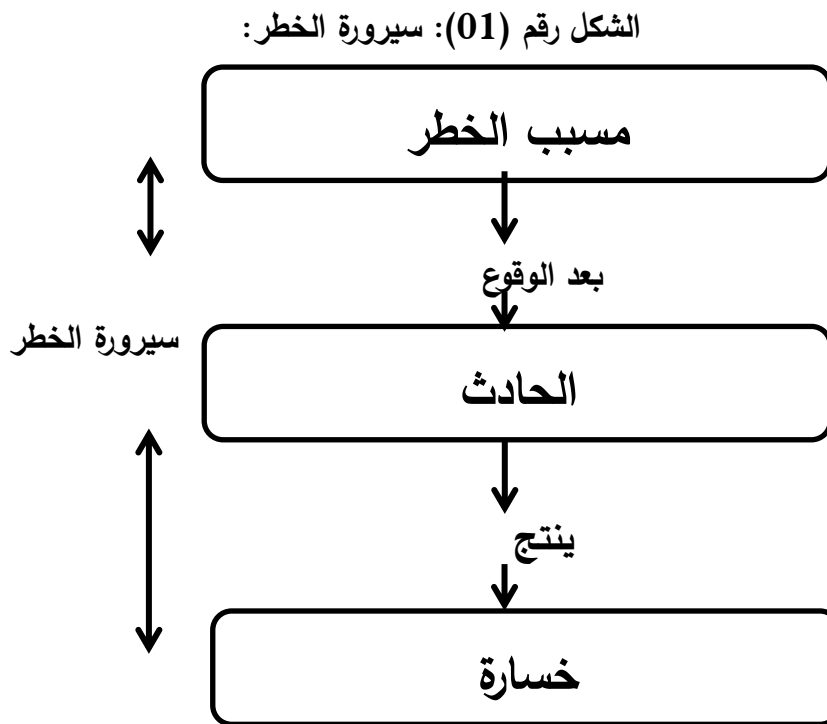 الشكل رقم (01): سيرورة الخطر:
مسبب الخطر
بعد الوقوع
سيرورة الخطر
الحادث
ينتج
خسارة